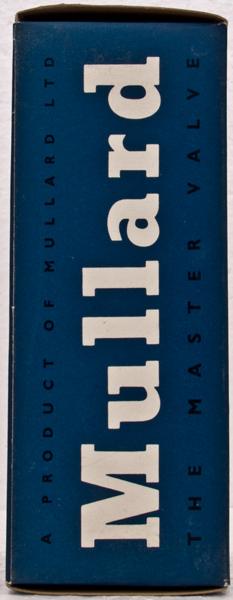 A PRODUCT OF MULLARD LTD
Mullard
THE MASTER VALVE